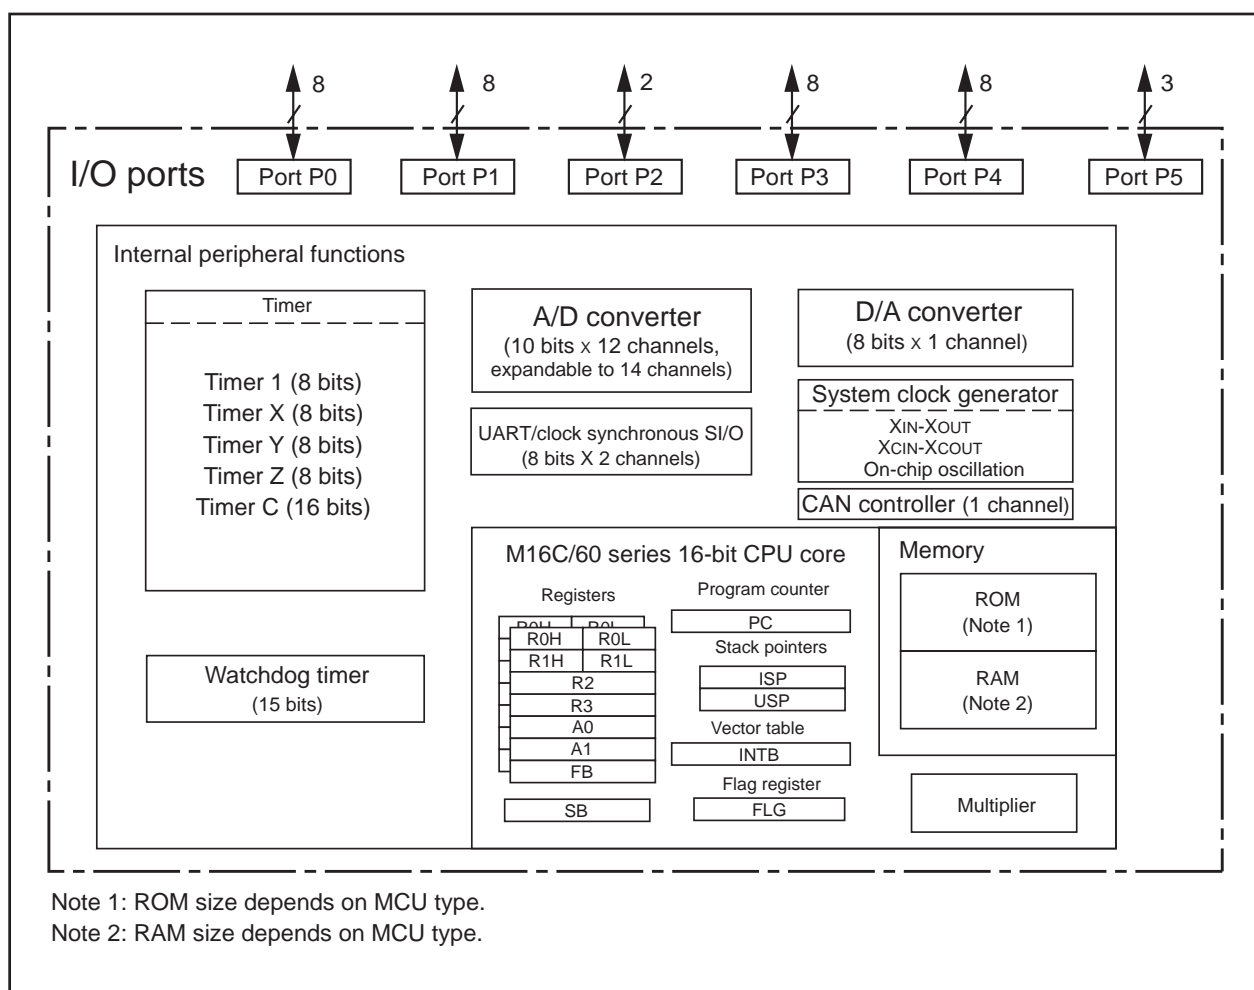 8
8
2
8
8
3
I/O ports
Port P0
Port P1
Port P2
Port P3
Port P4
Port P5
Internal peripheral functions
Timer
Timer 1 (8 bits)
Timer X (8 bits)
Timer Y (8 bits)
Timer Z (8 bits)
Timer C (16 bits)
Watchdog timer
(15 bits)
A/D converter
(10 bits x 12 channels,
expandable to 14 channels)
UART/clock synchronous SI/O
(8 bits X 2 channels)
D/A converter
(8 bits x 1 channel)
System clock generator
XIN-XOUT
XCIN-XCOUT
On-chip oscillation
CAN controller (1 channel)
M16C/60 series 16-bit CPU core
Registers
R0H R0L
R0H R0L
R1H R1L
R2
R3
A0
A1
FB
SB
Program counter
PC
Stack pointers
ISP
USP
Vector table
INTB
Flag register
FLG
Memory
ROM
(Note 1)
RAM
(Note 2)
Multiplier
Note 1: ROM size depends on MCU type.
Note 2: RAM size depends on MCU type.